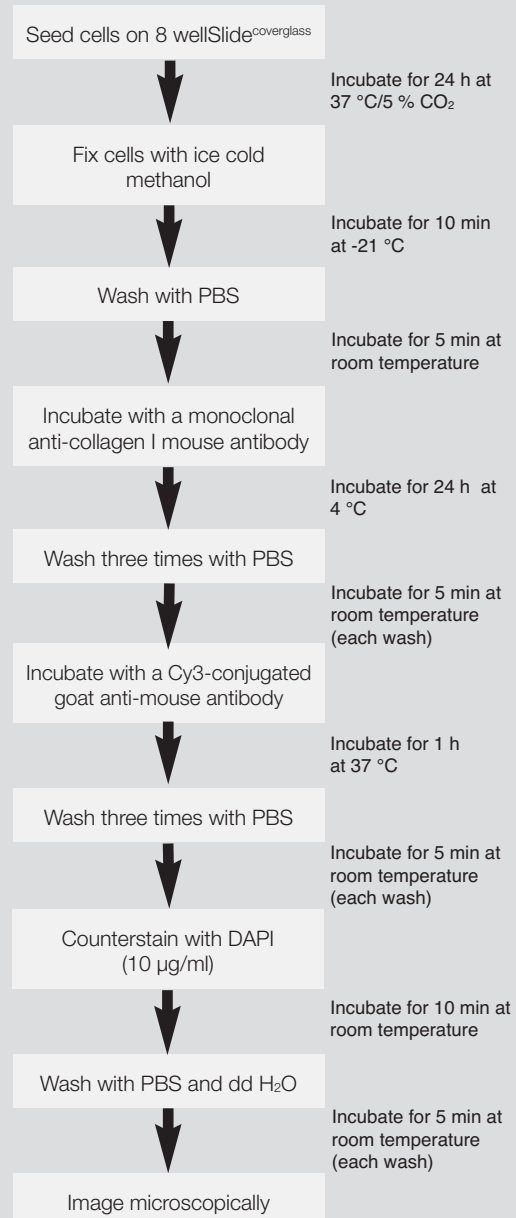 Seed cells on 8 wellSlide^coverglass
Incubate for 24 h at
37 °C/5 % CO₂
Fix cells with ice cold
methanol
Incubate for 10 min
at -21 °C
Wash with PBS
Incubate for 5 min at
room temperature
Incubate with a monoclonal
anti-collagen I mouse antibody
Incubate for 24 h at
4 °C
Wash three times with PBS
Incubate for 5 min at
room temperature
(each wash)
Incubate with a Cy3-conjugated
goat anti-mouse antibody
Incubate for 1 h
at 37 °C
Wash three times with PBS
Incubate for 5 min at
room temperature
(each wash)
Counterstain with DAPI
(10 µg/ml)
Incubate for 10 min at
room temperature
Wash with PBS and dd H₂O
Incubate for 5 min at
room temperature
(each wash)
Image microscopically